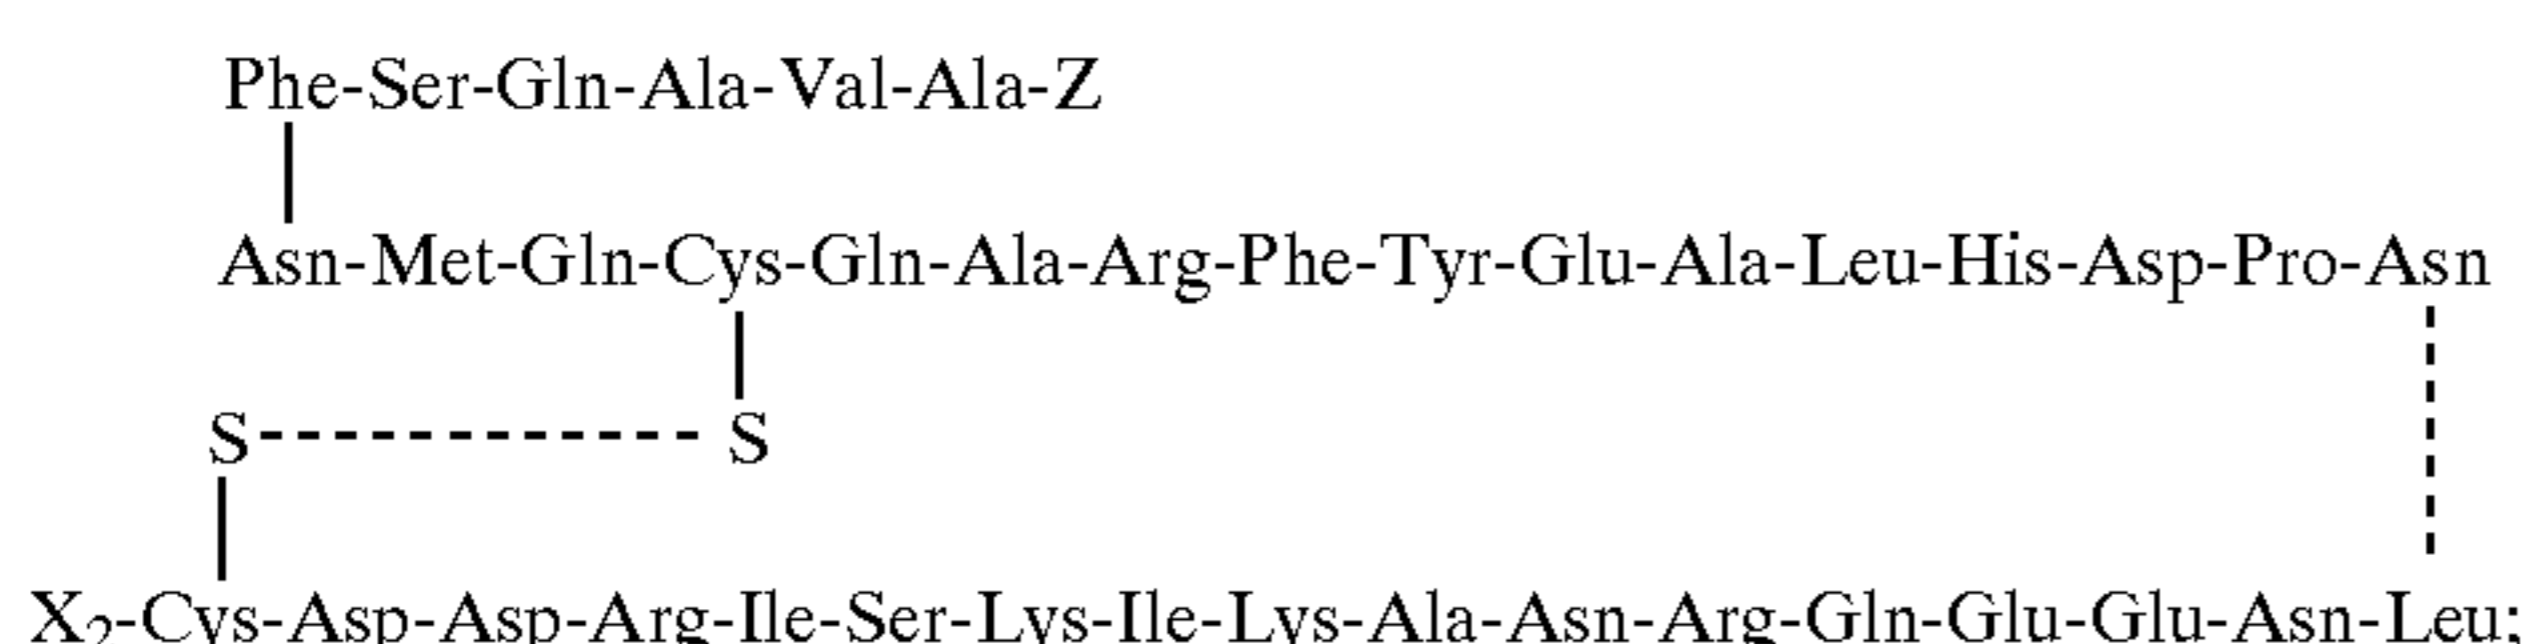 Phe-Ser-Gln-Ala-Val-Ala-Z
Asn-Met-Gln-Cys-Gln-Ala-Arg-Phe-Tyr-Glu-Ala-Leu-His-Asp-Pro-Asn
S S
X₂-Cys-Asp-Asp-Arg-Ile-Ser-Lys-Ile-Lys-Ala-Asn-Arg-Gln-Glu-Glu-Asn-Leu;